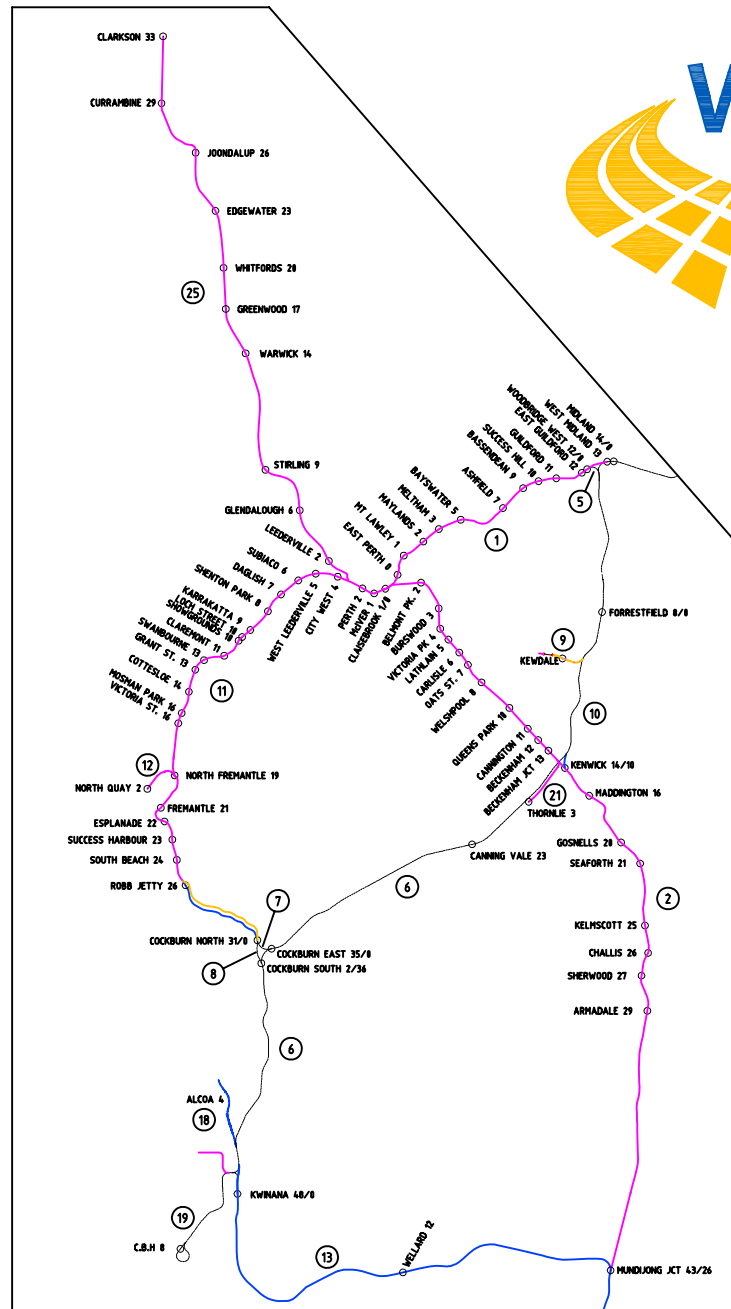 W
CLARKSON 33
CURRAMBINE 29
JOONDALUP 26
EDGEWATER 23
WHITFORDS 20
25
GREENWOOD 17
WARWICK 14
STIRLING 9
GLENDALOUGH 6
LEEDERVILLE 2
MIDLAND 14/0
WEST MIDLAND 13
WOODBRIDGE WEST 12/0
EAST GUILDFORD 12
GUILDFORD 11
SUCCESS HILL 10
BASSENDEAN 9
ASHFIELD 7
BAYSWATER 5
MELTHAM 3
MAYLANDS 2
MT LAWLEY 1
EAST PERTH 0
5
1
SUBIACO 6
DAGLISH 7
SHENTON PARK 8
KARRAKATTA 9
LOCH STREET 10
SHOWGROUNDS 10
CLAREMONT 11
SWANBOURNE 13
GRANT ST. 13
COTTESLOE 14
MOSMAN PARK 16
VICTORIA ST. 16
WEST LEEDERVILLE 5
CITY WEST 4
PERTH 2
McIVER 1
CLAISEBROOK 1/0
BELMONT PK. 2
BURSWOOD 3
VICTORIA PK 4
LATHLAIN 5
CARLISLE 6
OATS ST. 7
WELSHPOOL 8
QUEENS PARK 10
CANNINGTON 11
BECKENHAM 12
BECKENHAM JCT 13
FORRESTFIELD 8/0
9
KEWDALE
10
11
12
NORTH FREMANTLE 19
NORTH QUAY 2
KENWICK 14/10
21
MADDINGTON 16
THORNLIE 3
FREMANTLE 21
ESPLANADE 22
SUCCESS HARBOUR 23
CANNING VALE 23
GOSNELLS 20
SOUTH BEACH 24
SEAFORTH 21
ROBB JETTY 26
6
7
2
KELMSCOTT 25
COCKBURN NORTH 31/0
COCKBURN EAST 35/0
CHALLIS 26
8
COCKBURN SOUTH 2/36
SHERWOOD 27
ARMADALE 29
6
ALCOA 4
18
KWINANA 48/0
19
C.B.H 8
13
WELLARD 12
MUNDIJONG JCT 43/26